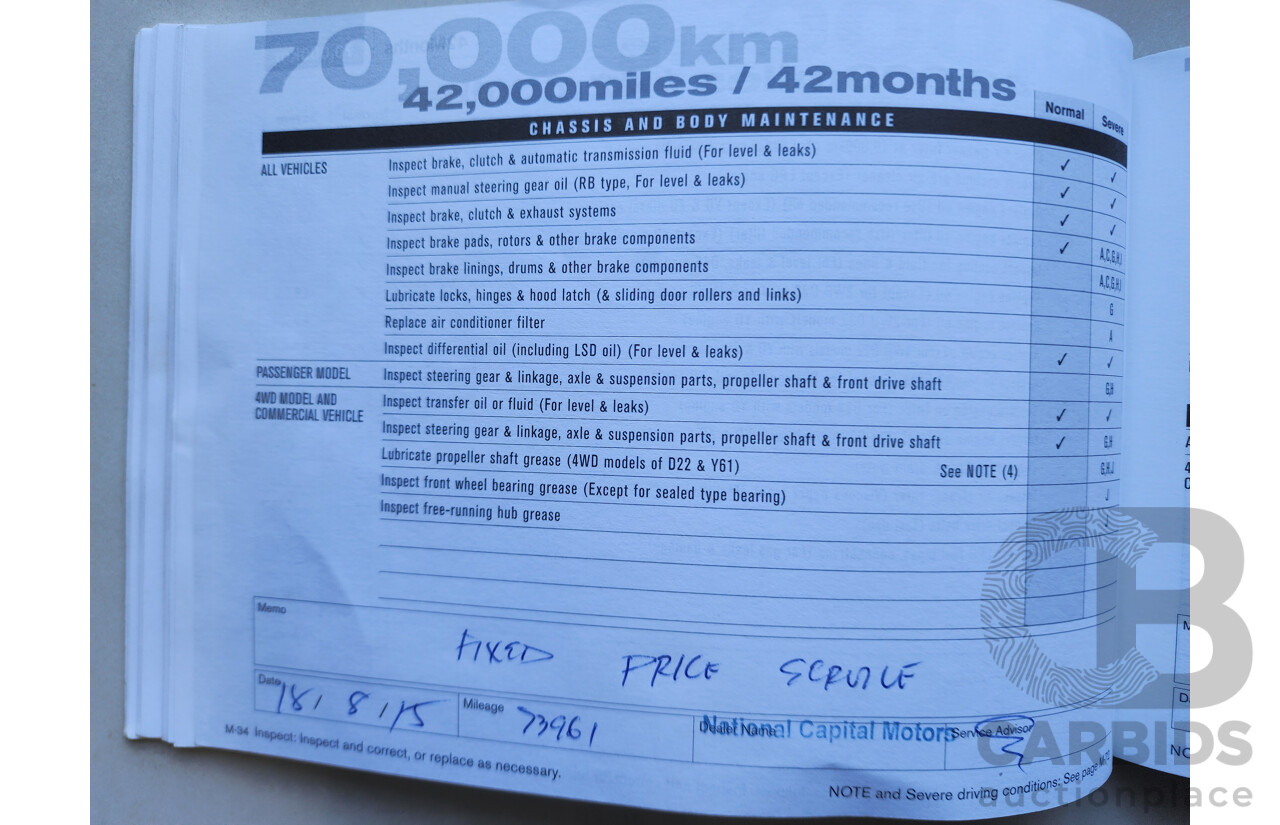 70,000km
42,000miles / 42months
Normal Severe
CHASSIS AND BODY MAINTENANCE
ALL VEHICLES Inspect brake, clutch & automatic transmission fluid (For level & leaks) ✓ ✓
Inspect manual steering gear oil (RB type, For level & leaks) ✓ ✓
Inspect brake, clutch & exhaust systems ✓ ✓
Inspect brake pads, rotors & other brake components ✓ A,C,G,H,I
Inspect brake linings, drums & other brake components A,C,G,H,I
Lubricate locks, hinges & hood latch (& sliding door rollers and links) G
Replace air conditioner filter A
Inspect differential oil (including LSD oil) (For level & leaks) ✓ ✓
PASSENGER MODEL Inspect steering gear & linkage, axle & suspension parts, propeller shaft & front drive shaft G,H
4WD MODEL AND Inspect transfer oil or fluid (For level & leaks) ✓ ✓
COMMERCIAL VEHICLE Inspect steering gear & linkage, axle & suspension parts, propeller shaft & front drive shaft ✓ G,H
Lubricate propeller shaft grease (4WD models of D22 & Y61) See NOTE (4) G,H,J
Inspect front wheel bearing grease (Except for sealed type bearing) J
Inspect free-running hub grease J
Memo
FIXED PRICE SERVICE
Date 18/8/15 Mileage 73961 Dealer Name National Capital Motors Service Advisor
M-34 Inspect: Inspect and correct, or replace as necessary.
NOTE and Severe driving conditions: See page
CB
CARBIDS
auctionplace